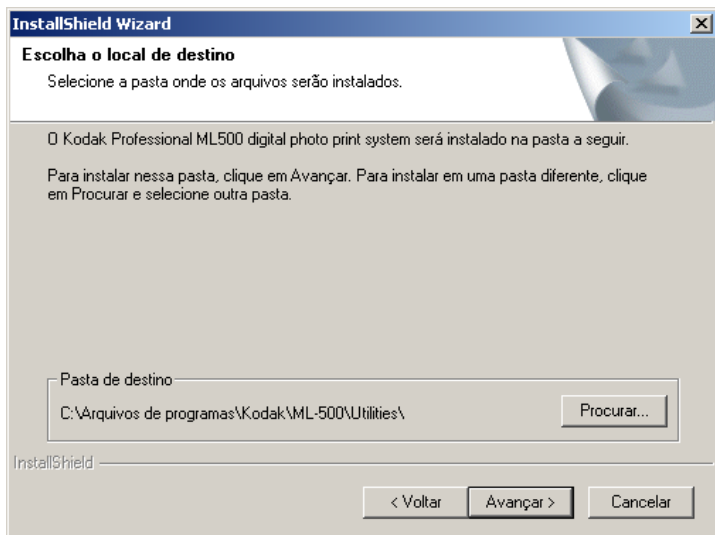 InstallShield Wizard
Escolha o local de destino
Selecione a pasta onde os arquivos serão instalados.
O Kodak Professional ML500 digital photo print system será instalado na pasta a seguir.
Para instalar nessa pasta, clique em Avançar. Para instalar em uma pasta diferente, clique
em Procurar e selecione outra pasta.
Pasta de destino
C:\Arquivos de programas\Kodak\ML-500\Utilities\
Procurar...
InstallShield
< Voltar
Avançar >
Cancelar